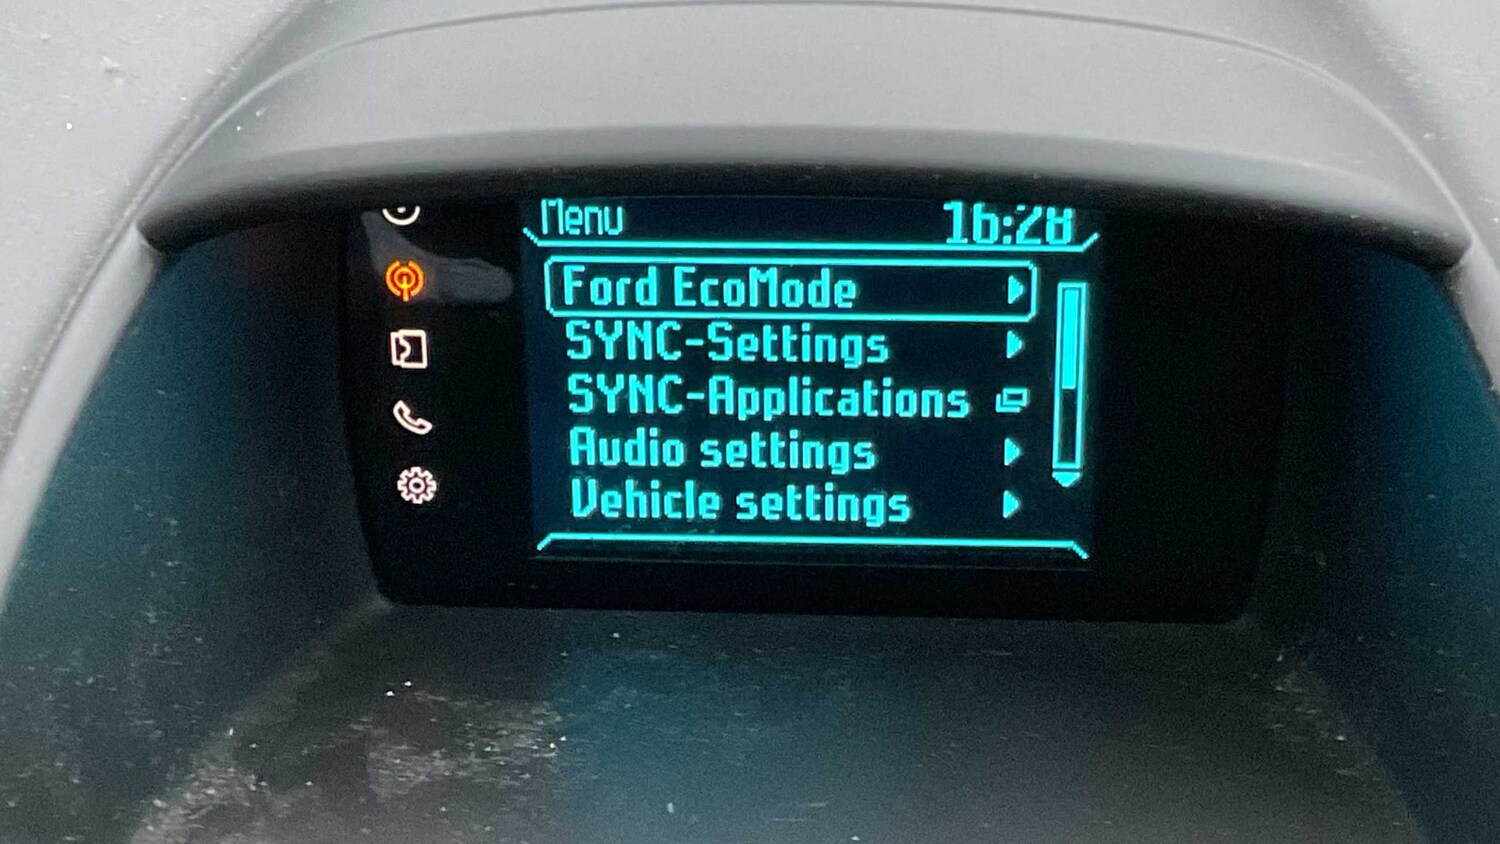 Menu 16:28
Ford EcoMode
SYNC-Settings
SYNC-Applications
Audio settings
Vehicle settings